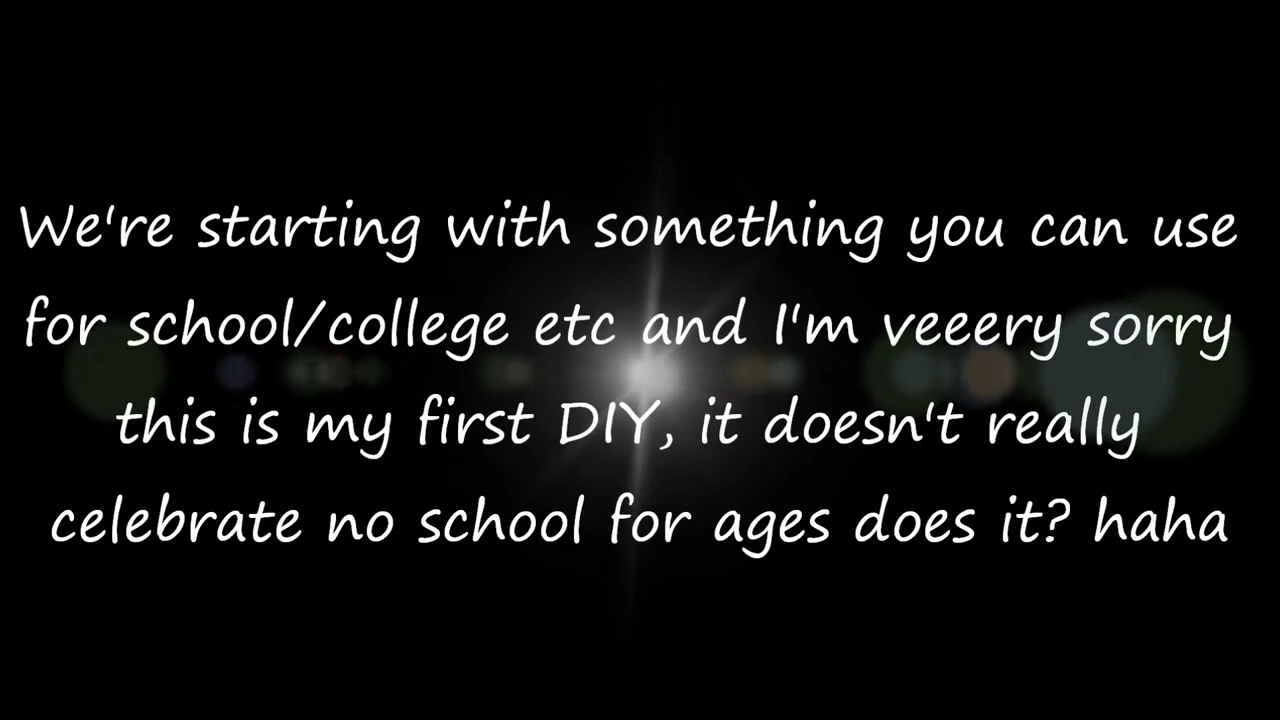 We're starting with something you can use
for school/college etc and I'm veeery sorry
this is my first DIY, it doesn't really
celebrate no school for ages does it? haha